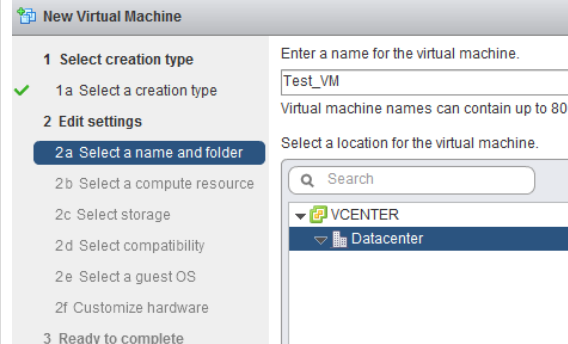 New Virtual Machine
1 Select creation type
1a Select a creation type
2 Edit settings
2a Select a name and folder
2b Select a compute resource
2c Select storage
2d Select compatibility
2e Select a guest OS
2f Customize hardware
3 Ready to complete
Enter a name for the virtual machine.
Test_VM
Virtual machine names can contain up to 80
Select a location for the virtual machine.
Search
VCENTER
Datacenter